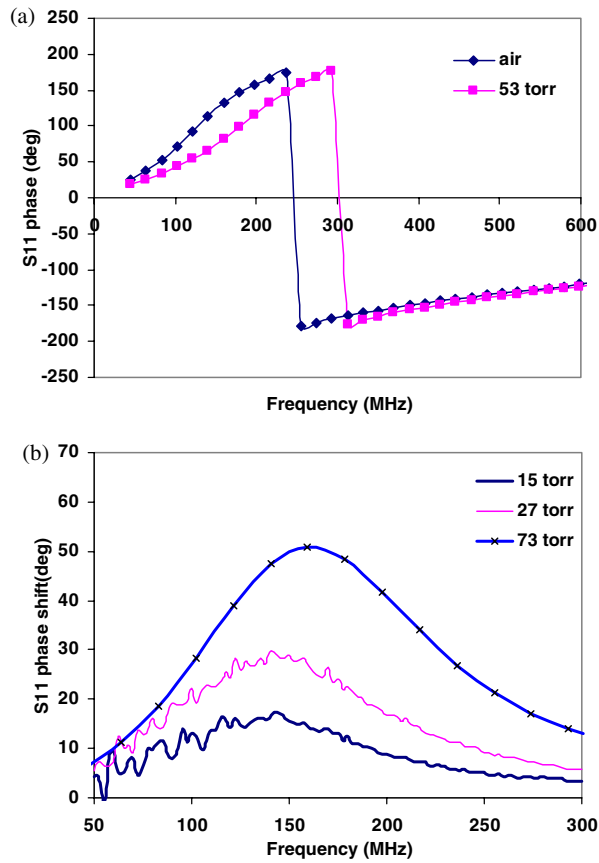 (a)
250
200
150
100
50
0
-50
-100
-150
-200
-250
S11 phase (deg)
air
53 torr
0 100 200 300 400 500 600
Frequency (MHz)
(b)
70
60
50
40
30
20
10
0
S11 phase shift(deg)
15 torr
27 torr
73 torr
50 100 150 200 250 300
Frequency (MHz)